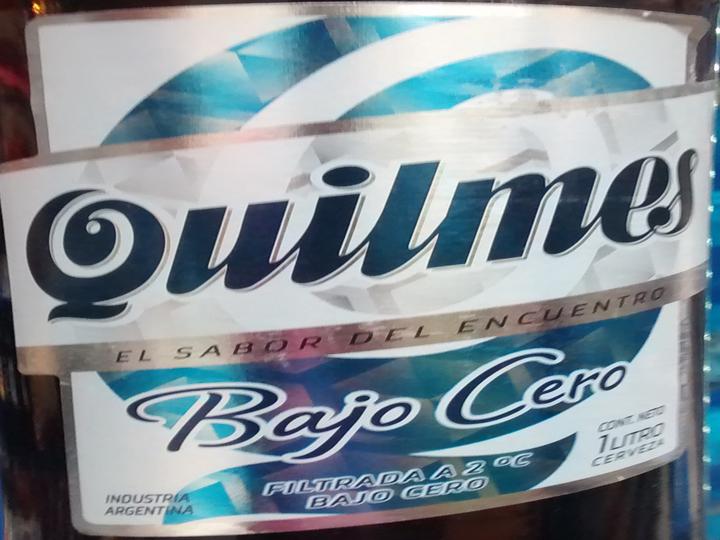 Quilmes
EL SABOR DEL ENCUENTRO
Bajo Cero
CONT. NETO
1 LITRO
CERVEZA
FILTRADA A 2 ºC
BAJO CERO
INDUSTRIA
ARGENTINA